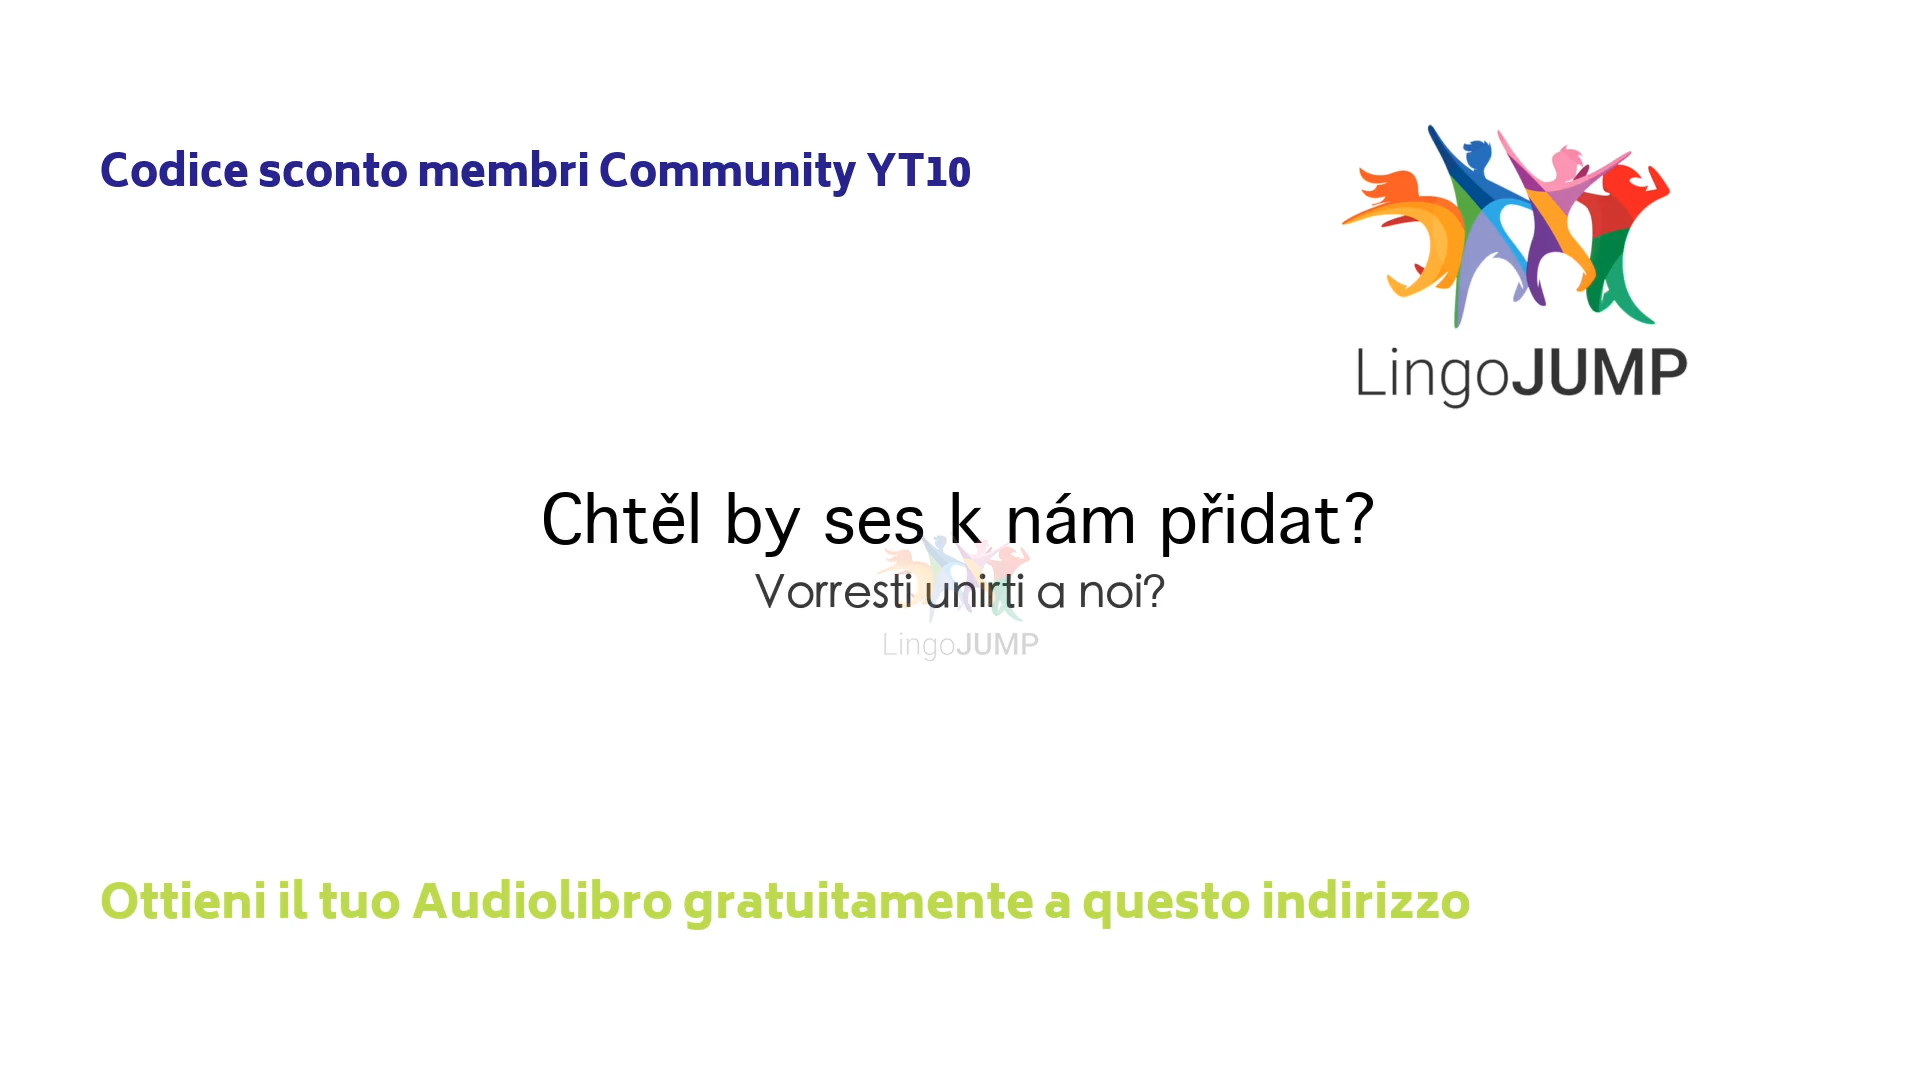 Codice sconto membri Community YT10
LingoJUMP
Chtěl by ses k nám přidat?
Vorresti unirti a noi?
LingoJUMP
Ottieni il tuo Audiolibro gratuitamente a questo indirizzo